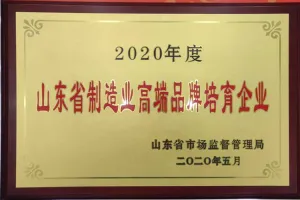 2020年度
山东省制造业高端品牌培育企业
山东省市场监督管理局
二〇二〇年五月